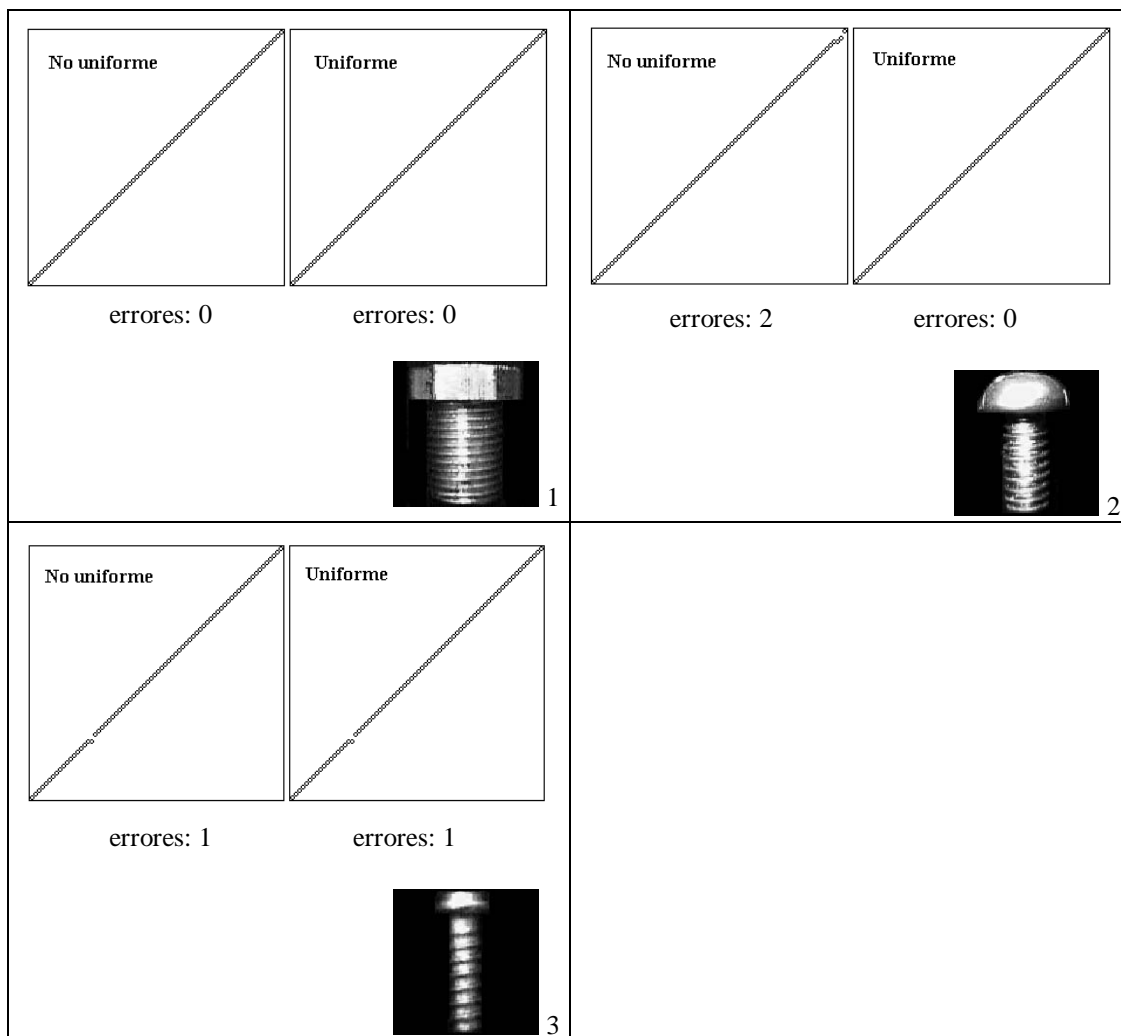 No uniforme
Uniforme
errores: 0
errores: 0
1
No uniforme
Uniforme
errores: 2
errores: 0
2
No uniforme
Uniforme
errores: 1
errores: 1
3